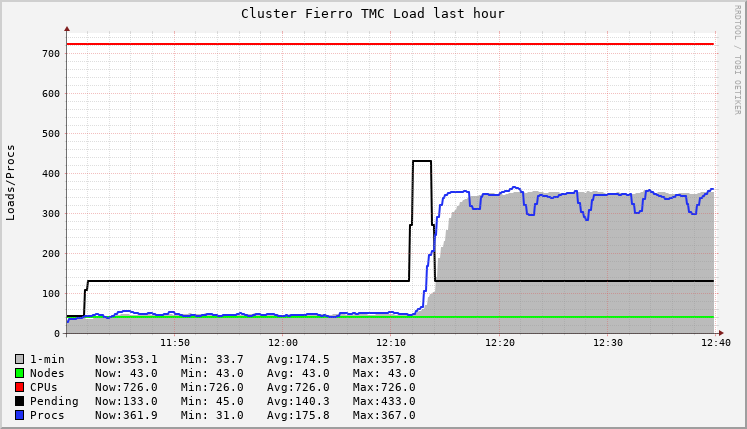 Cluster Fierro TMC Load last hour
RRDTOOL / TOBI OETIKER
Loads/Procs
700
600
500
400
300
200
100
0
11:50 12:00 12:10 12:20 12:30 12:40
1-min Now:353.1 Min: 33.7 Avg:174.5 Max:357.8
Nodes Now: 43.0 Min: 43.0 Avg: 43.0 Max: 43.0
CPUs Now:726.0 Min:726.0 Avg:726.0 Max:726.0
Pending Now:133.0 Min: 45.0 Avg:140.3 Max:433.0
Procs Now:361.9 Min: 31.0 Avg:175.8 Max:367.0